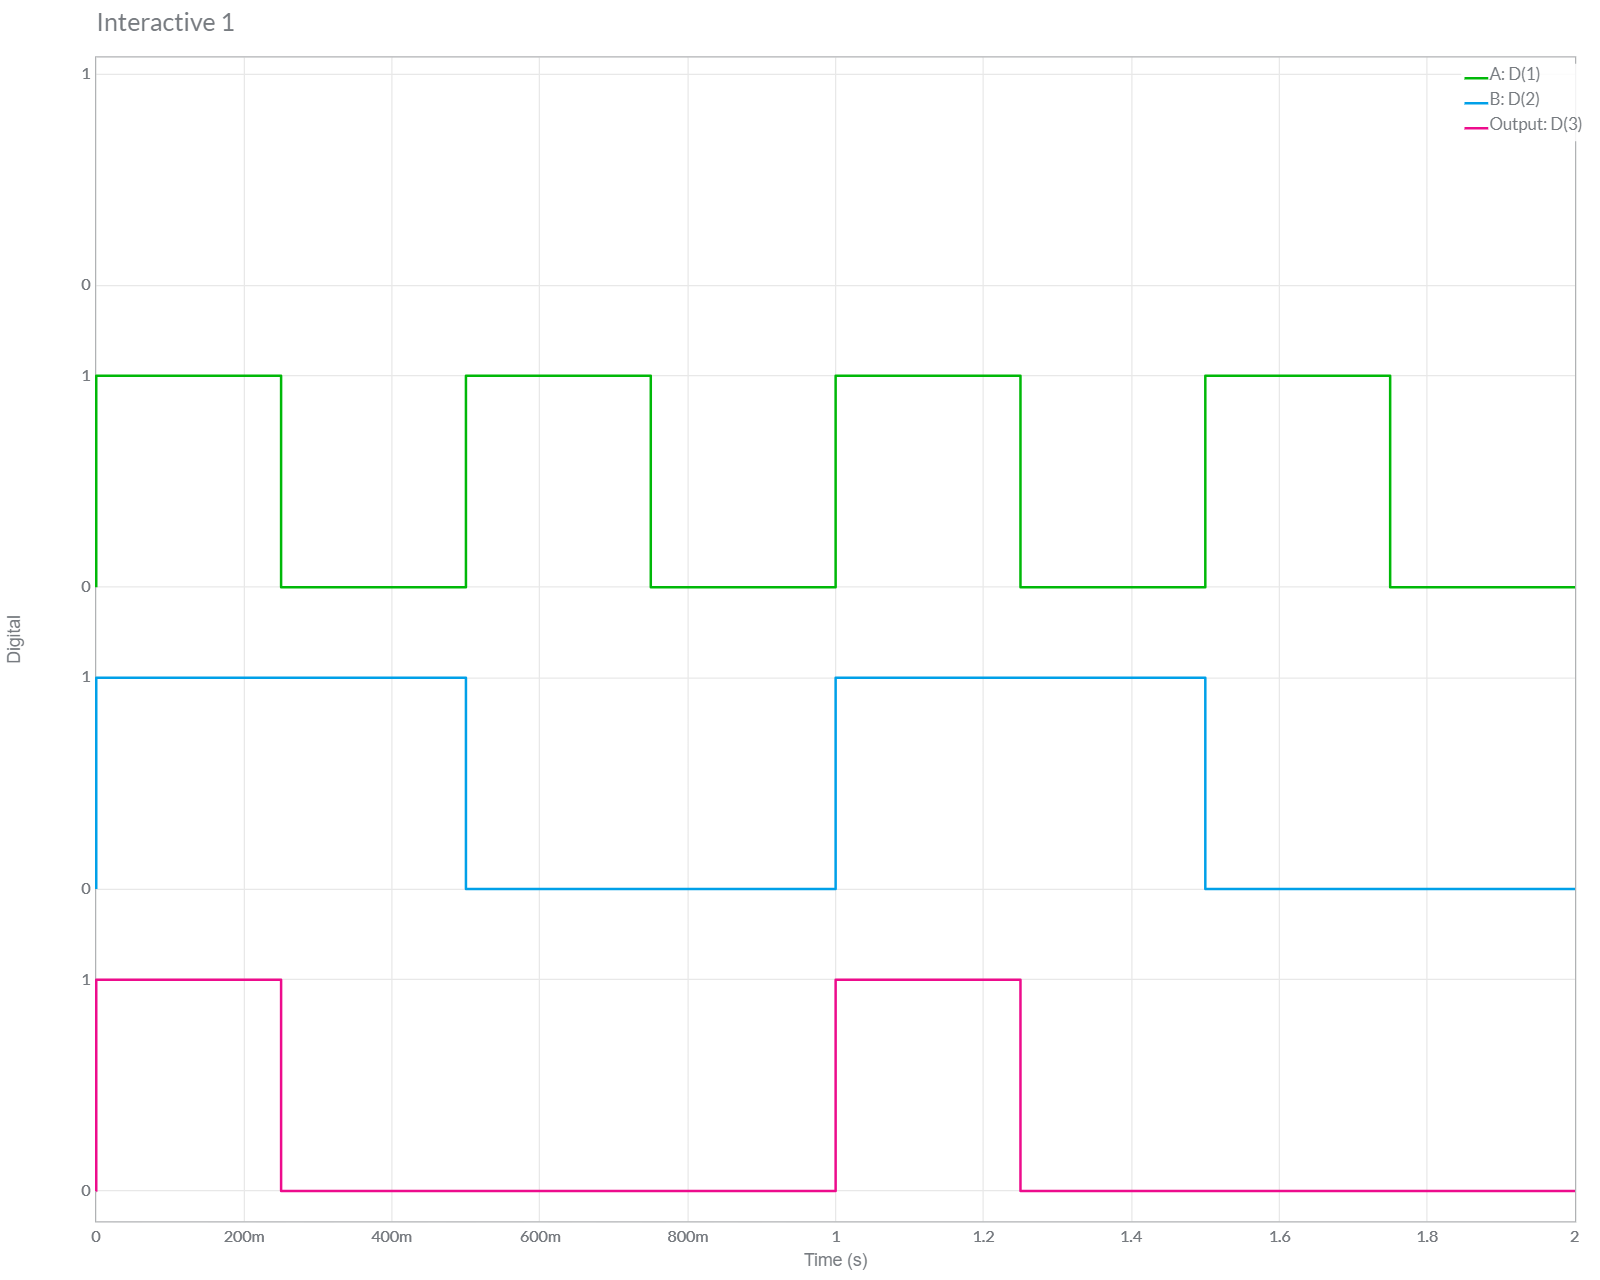 Interactive 1
A: D(1)
B: D(2)
Output: D(3)
1
0
1
0
Digital
1
0
1
0
0 200m 400m 600m 800m 1 1.2 1.4 1.6 1.8 2
Time (s)